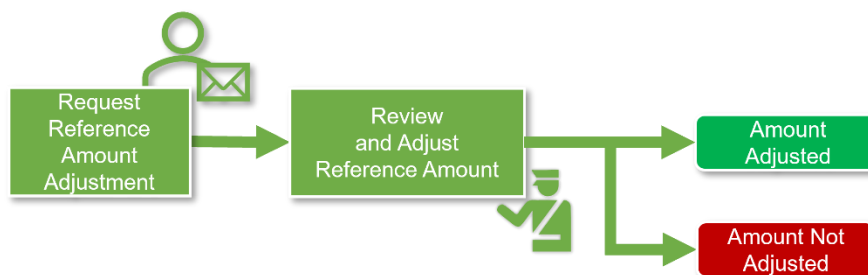 Request
Reference
Amount
Adjustment
Review
and Adjust
Reference Amount
Amount
Adjusted
Amount Not
Adjusted